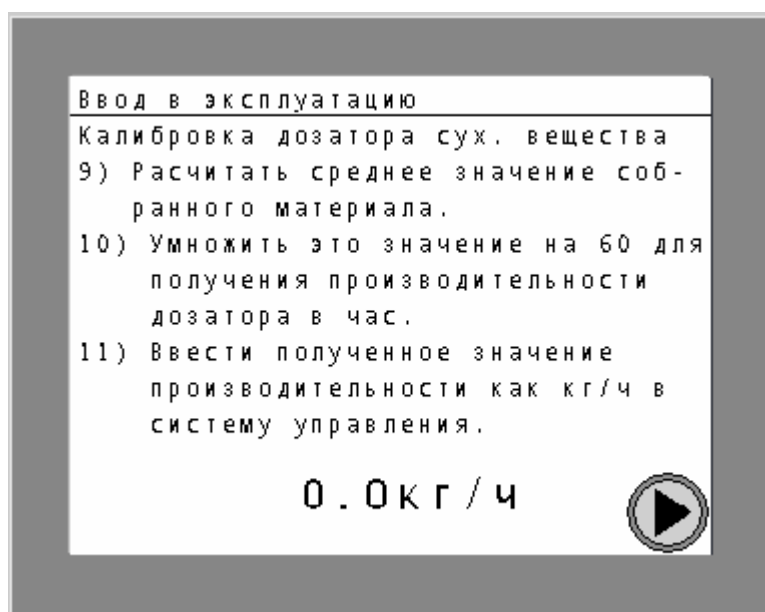 Ввод в эксплуатацию
Калибровка дозатора сух. вещества
9) Расчитать среднее значение соб-
ранного материала.
10) Умножить это значение на 60 для
получения производительности
дозатора в час.
11) Ввести полученное значение
производительности как кг/ч в
систему управления.
0.0кг/ч